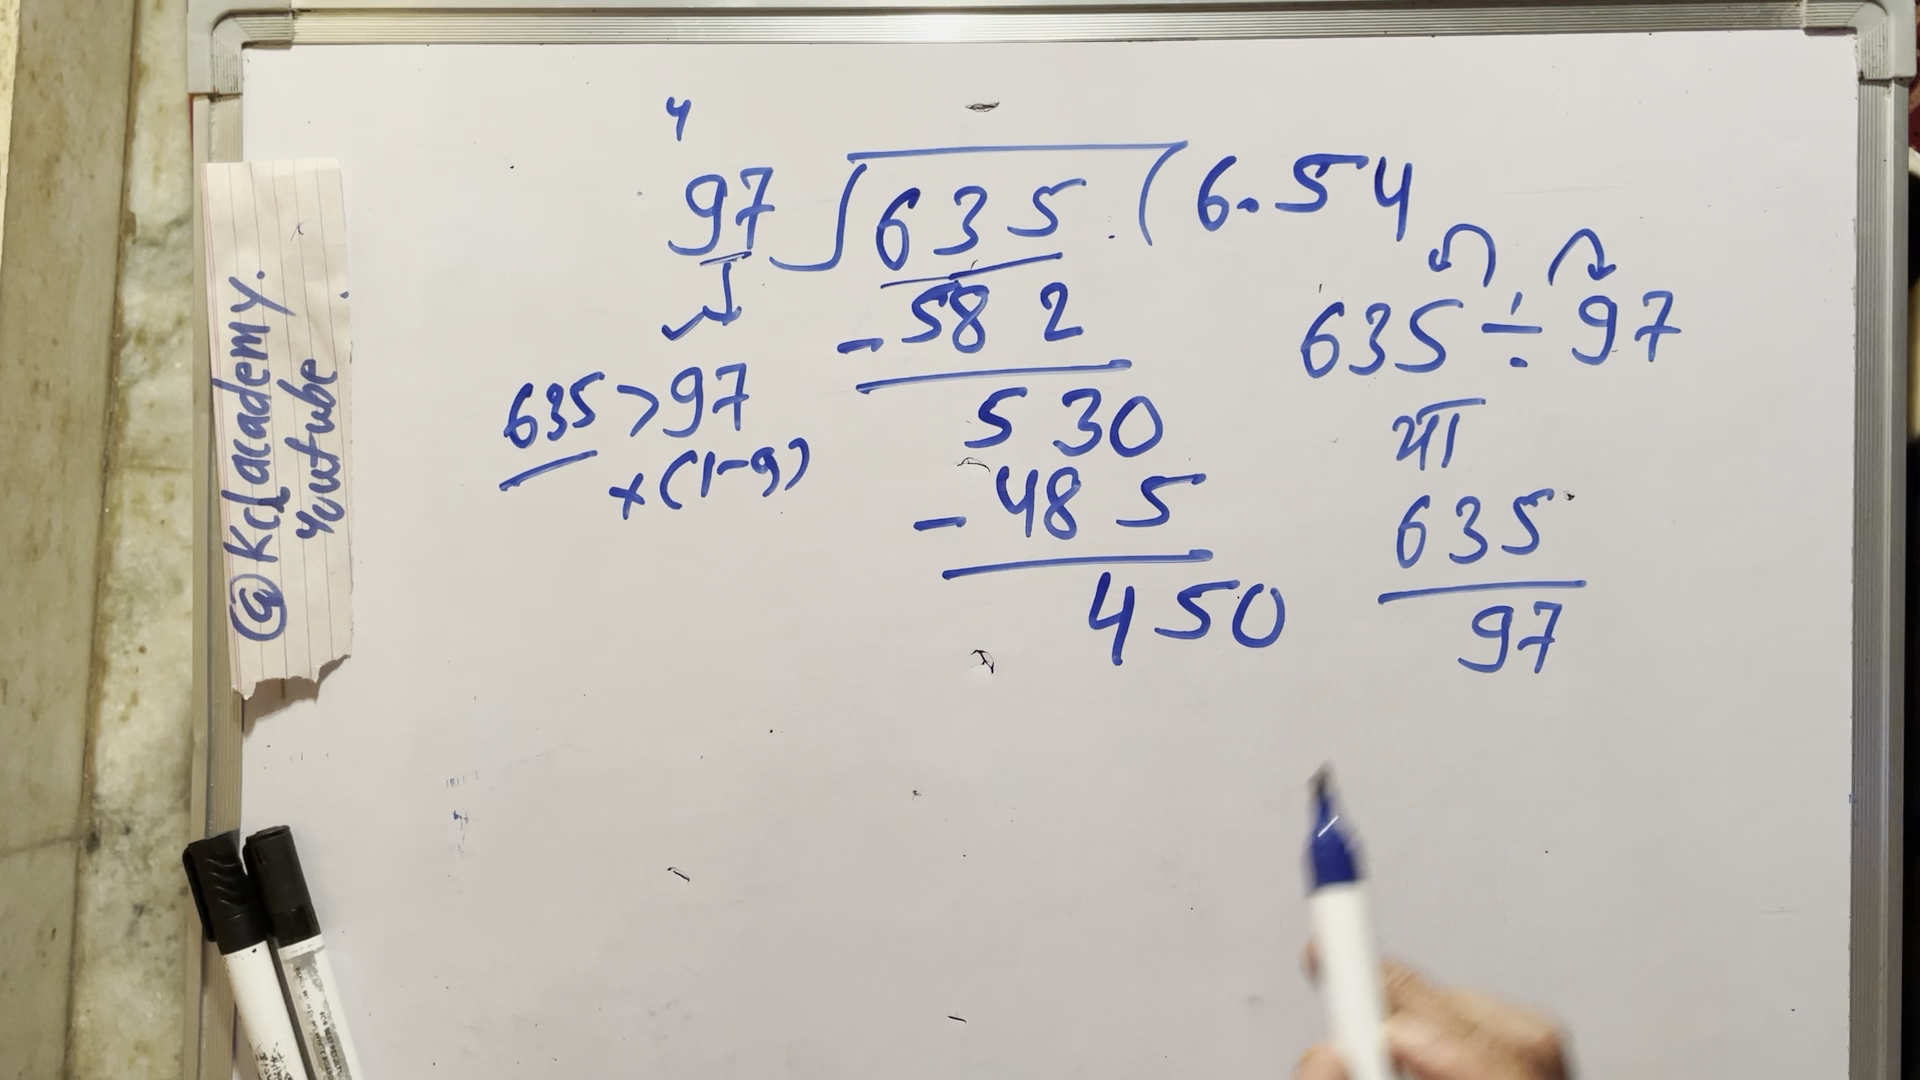 4
97 ) 635 ( 6.54
- 582
530
- 485
450
635 > 97
× (1-9)
635 ÷ 97
या
635
97
@Kclacademy.
Youtube